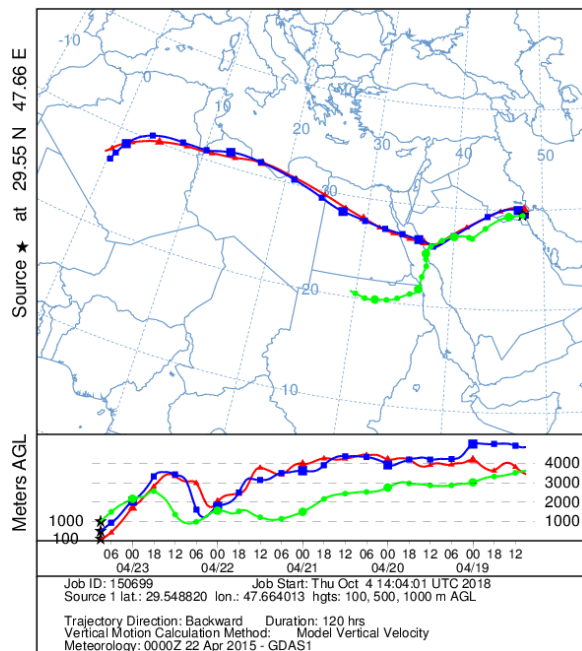 Source ★ at 29.55 N 47.66 E
-10
0
10
20
30
40
50
30
20
10
Meters AGL
1000
100
4000
3000
2000
1000
06 00 18 12 06 00 18 12 06 00 18 12 06 00 18 12 06 00 18 12
04/23 04/22 04/21 04/20 04/19
Job ID: 150699 Job Start: Thu Oct 4 14:04:01 UTC 2018
Source 1 lat.: 29.548820 lon.: 47.664013 hgts: 100, 500, 1000 m AGL
Trajectory Direction: Backward Duration: 120 hrs
Vertical Motion Calculation Method: Model Vertical Velocity
Meteorology: 0000Z 22 Apr 2015 - GDAS1